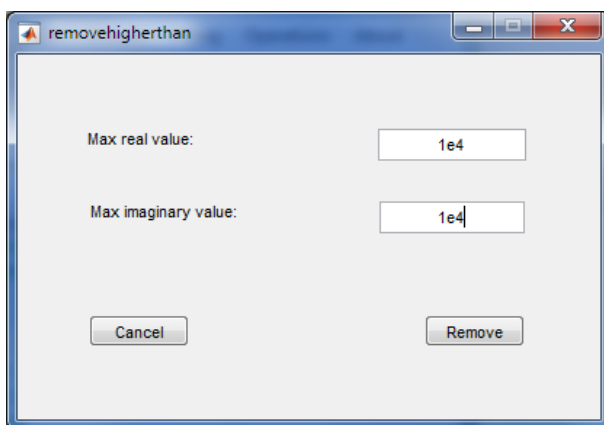 removehigherthan
Max real value:
1e4
Max imaginary value:
1e4
Cancel
Remove